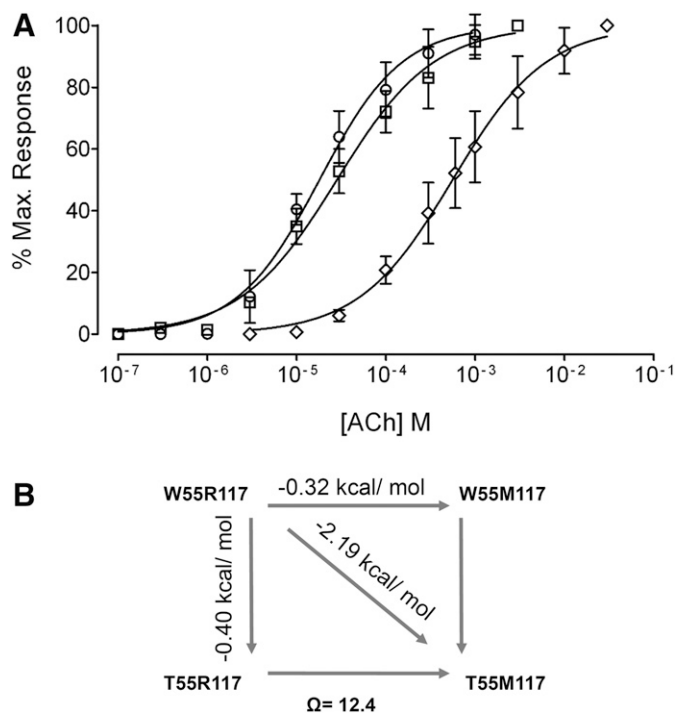 A
% Max. Response
100
80
60
40
20
0
10-7 10-6 10-5 10-4 10-3 10-2 10-1
[ACh] M
B
W55R117 -0.32 kcal/ mol W55M117
-0.40 kcal/ mol
-2.19 kcal/ mol
T55R117 T55M117
Ω= 12.4